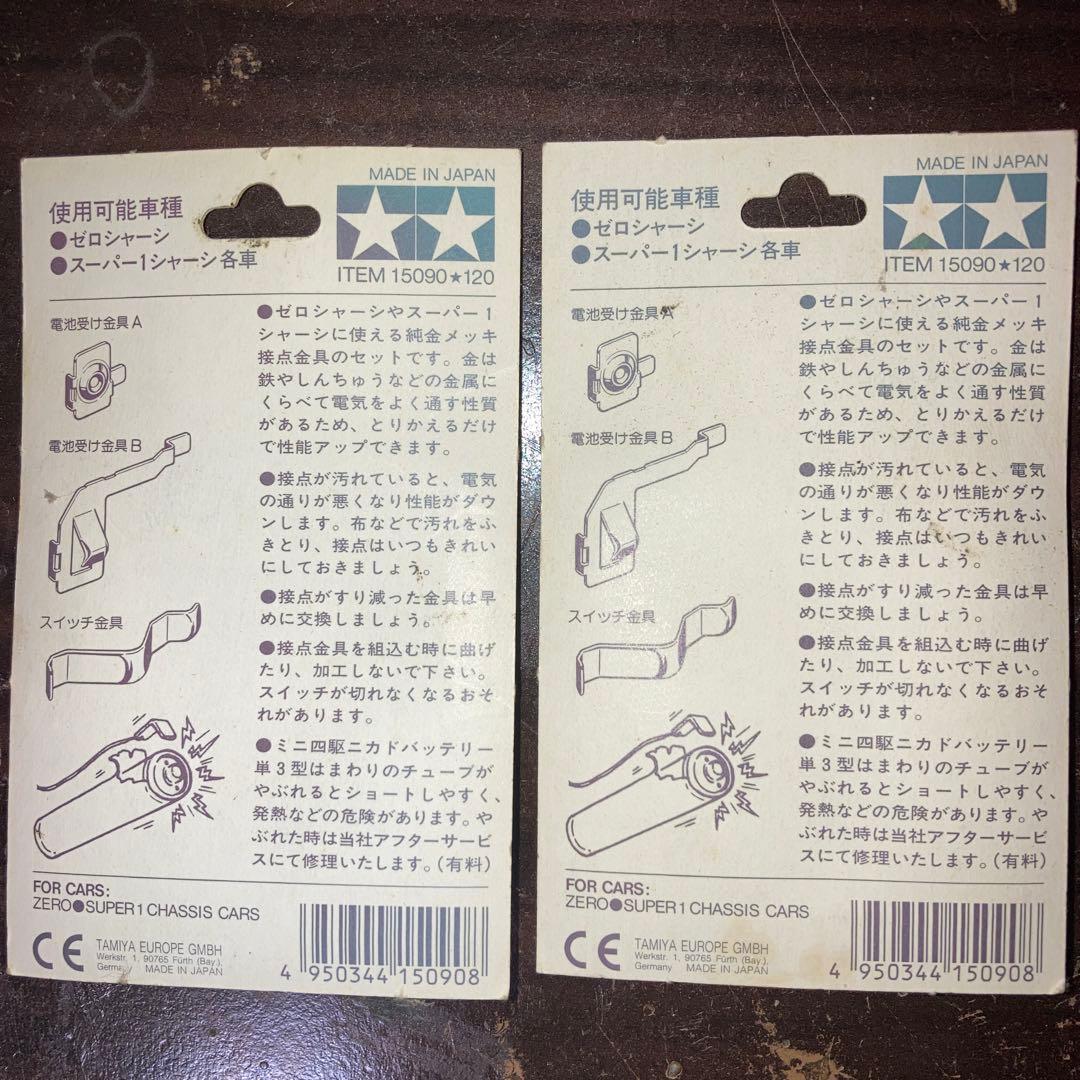 MADE IN JAPAN
使用可能車種
●ゼロシャーシ
●スーパー1シャーシ各車
ITEM 15090★120
電池受け金具A
電池受け金具B
スイッチ金具
●ゼロシャーシやスーパー1
シャーシに使える純金メッキ
接点金具のセットです。金は
鉄やしんちゅうなどの金属に
くらべて電気をよく通す性質
があるため、とりかえるだけ
で性能アップできます。
●接点が汚れていると、電気
の通りが悪くなり性能がダウ
ンします。布などで汚れをふ
きとり、接点はいつもきれい
にしておきましょう。
●接点がすり減った金具は早
めに交換しましょう。
●接点金具を組込む時に曲げ
たり、加工しないで下さい。
スイッチが切れなくなるおそ
れがあります。
●ミニ四駆ニカドバッテリー
単3型はまわりのチューブが
やぶれるとショートしやすく、
発熱などの危険があります。や
ぶれた時は当社アフターサービ
スにて修理いたします。(有料)
FOR CARS:
ZERO●SUPER1 CHASSIS CARS
CE
TAMIYA EUROPE GMBH
Werkstr. 1, 90765 Fürth (Bay.),
Germany MADE IN JAPAN
4 950344 150908
MADE IN JAPAN
使用可能車種
●ゼロシャーシ
●スーパー1シャーシ各車
ITEM 15090★120
電池受け金具A
電池受け金具B
スイッチ金具
●ゼロシャーシやスーパー1
シャーシに使える純金メッキ
接点金具のセットです。金は
鉄やしんちゅうなどの金属に
くらべて電気をよく通す性質
があるため、とりかえるだけ
で性能アップできます。
●接点が汚れていると、電気
の通りが悪くなり性能がダウ
ンします。布などで汚れをふ
きとり、接点はいつもきれい
にしておきましょう。
●接点がすり減った金具は早
めに交換しましょう。
●接点金具を組込む時に曲げ
たり、加工しないで下さい。
スイッチが切れなくなるおそ
れがあります。
●ミニ四駆ニカドバッテリー
単3型はまわりのチューブが
やぶれるとショートしやすく、
発熱などの危険があります。や
ぶれた時は当社アフターサービ
スにて修理いたします。(有料)
FOR CARS:
ZERO●SUPER1 CHASSIS CARS
CE
TAMIYA EUROPE GMBH
Werkstr. 1, 90765 Fürth (Bay.),
Germany MADE IN JAPAN
4 950344 150908